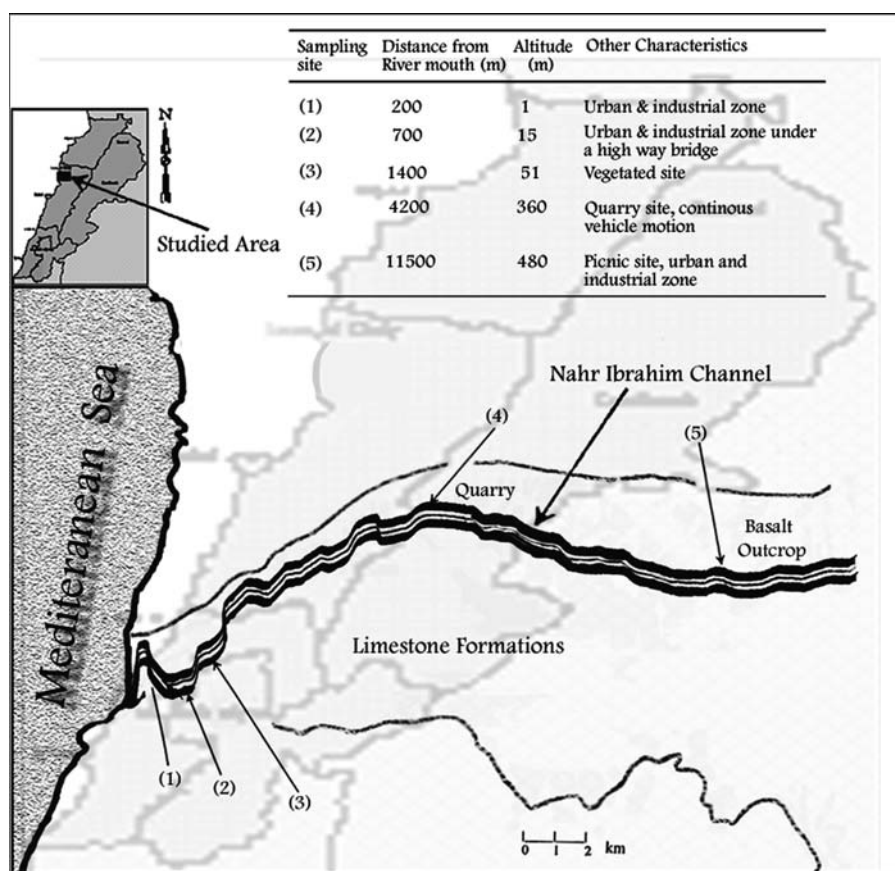 Sampling site
Distance from River mouth (m)
Altitude (m)
Other Characteristics
(1) 200 1 Urban & industrial zone
(2) 700 15 Urban & industrial zone under
a high way bridge
(3) 1400 51 Vegetated site
(4) 4200 360 Quarry site, continous
vehicle motion
(5) 11500 480 Picnic site, urban and
industrial zone
N
Studied Area
Mediteranean Sea
Nahr Ibrahim Channel
(4)
(5)
Quarry
Basalt
Outcrop
Limestone Formations
(1)
(2)
(3)
0 1 2 km